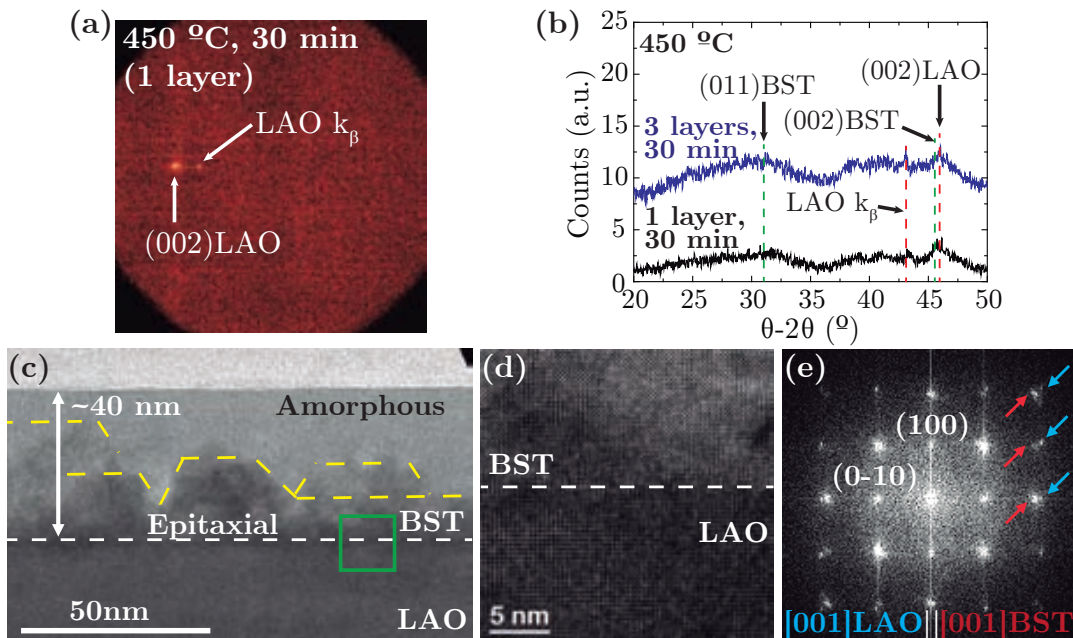 (a)
450 ºC, 30 min
(1 layer)
LAO kβ
(002)LAO
(b)
450 ºC
(002)LAO
(011)BST
(002)BST
3 layers,
30 min
LAO kβ
1 layer,
30 min
Counts (a.u.)
25
20
15
10
5
0
20 25 30 35 40 45 50
θ-2θ (º)
(c)
~40 nm
Amorphous
Epitaxial
BST
50nm
LAO
(d)
BST
LAO
5 nm
(e)
(100)
(0-10)
[001]LAO||[001]BST